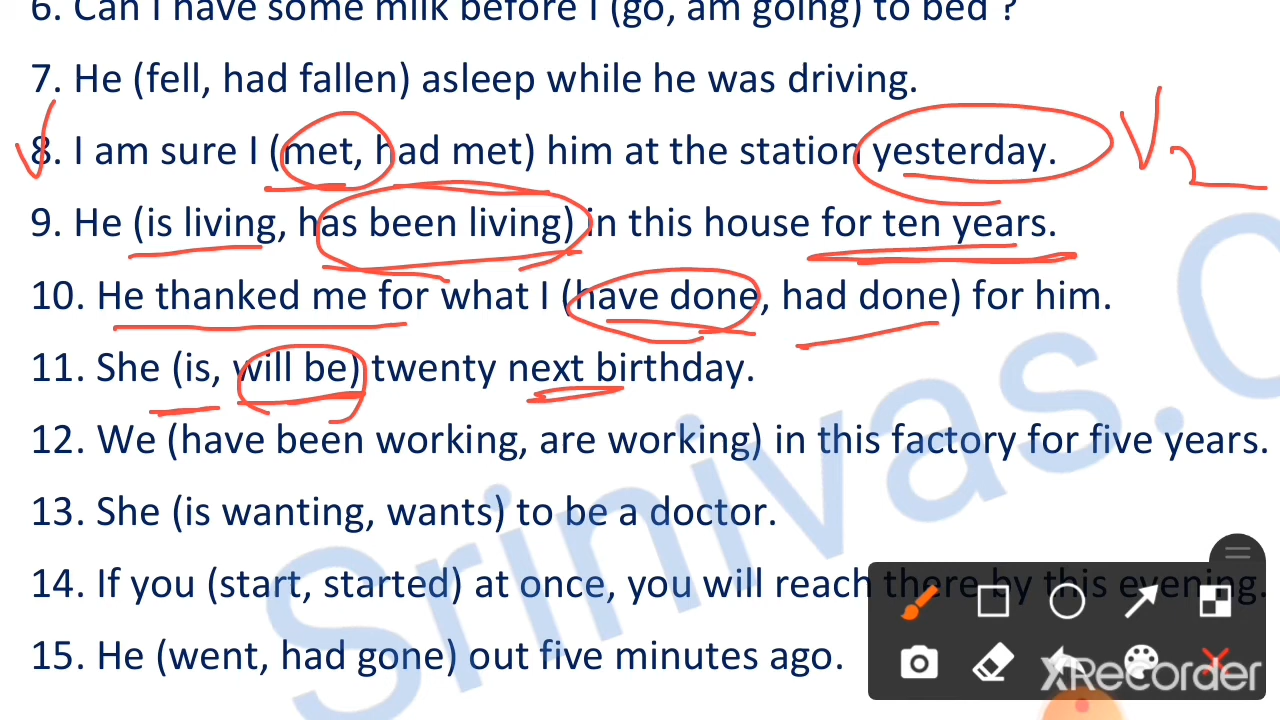 6. Can I have some milk before I (go, am going) to bed ?
7. He (fell, had fallen) asleep while he was driving.
8. I am sure I (met, had met) him at the station yesterday.
V2
9. He (is living, has been living) in this house for ten years.
10. He thanked me for what I (have done, had done) for him.
11. She (is, will be) twenty next birthday.
12. We (have been working, are working) in this factory for five years.
13. She (is wanting, wants) to be a doctor.
14. If you (start, started) at once, you will reach there by this evening.
15. He (went, had gone) out five minutes ago.
Srinivas.
XRecorder